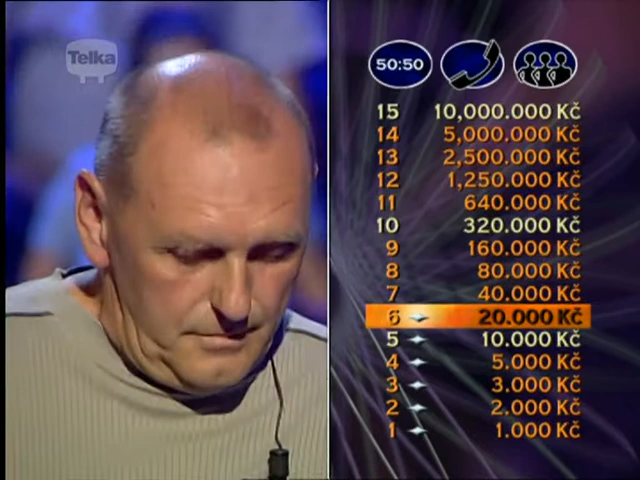 Telka
50:50
15 10,000.000 Kč
14 5,000.000 Kč
13 2,500.000 Kč
12 1,250.000 Kč
11 640.000 Kč
10 320.000 Kč
9 160.000 Kč
8 80.000 Kč
7 40.000 Kč
6 20.000 Kč
5 10.000 Kč
4 5.000 Kč
3 3.000 Kč
2 2.000 Kč
1 1.000 Kč